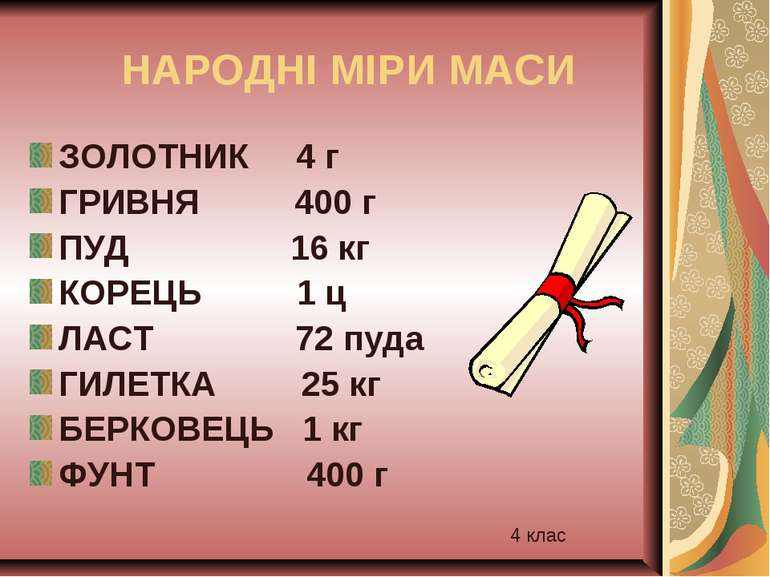 НАРОДНІ МІРИ МАСИ
ЗОЛОТНИК 4 г
ГРИВНЯ 400 г
ПУД 16 кг
КОРЕЦЬ 1 ц
ЛАСТ 72 пуда
ГИЛЕТКА 25 кг
БЕРКОВЕЦЬ 1 кг
ФУНТ 400 г
4 клас